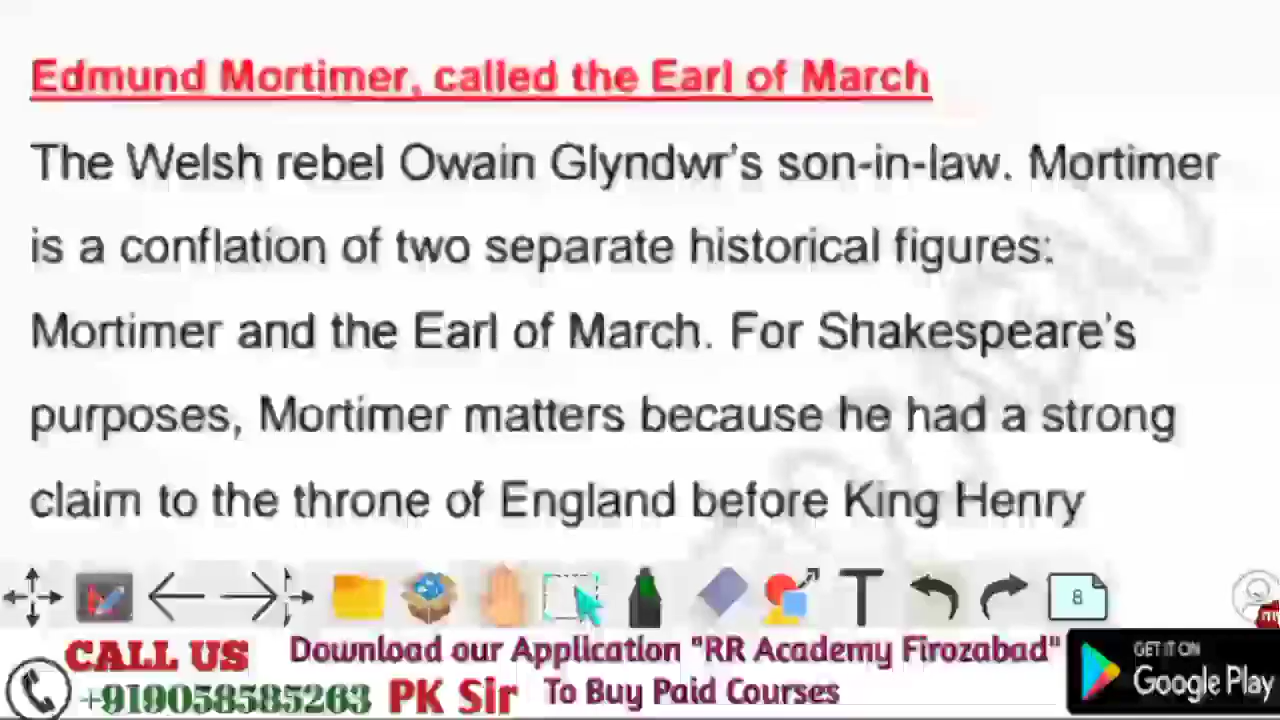 Edmund Mortimer, called the Earl of March
The Welsh rebel Owain Glyndwr's son-in-law. Mortimer
is a conflation of two separate historical figures:
Mortimer and the Earl of March. For Shakespeare's
purposes, Mortimer matters because he had a strong
claim to the throne of England before King Henry
T
8
CALL US
+919058585263 PK Sir
Download our Application "RR Academy Firozabad"
To Buy Paid Courses
GET IT ON
Google Play